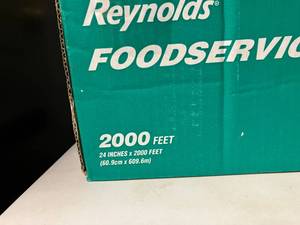 Reynolds®
FOODSERVIC
2000 FEET
24 INCHES x 2000 FEET
(60.9cm x 609.6m)